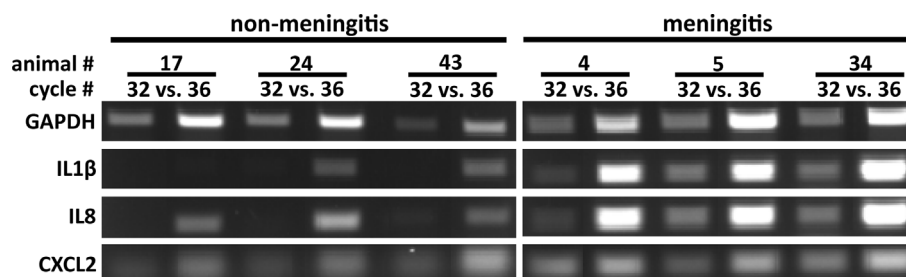 non-meningitis meningitis
animal # 17 24 43 4 5 34
cycle # 32 vs. 36 32 vs. 36 32 vs. 36 32 vs. 36 32 vs. 36 32 vs. 36
GAPDH
IL1β
IL8
CXCL2